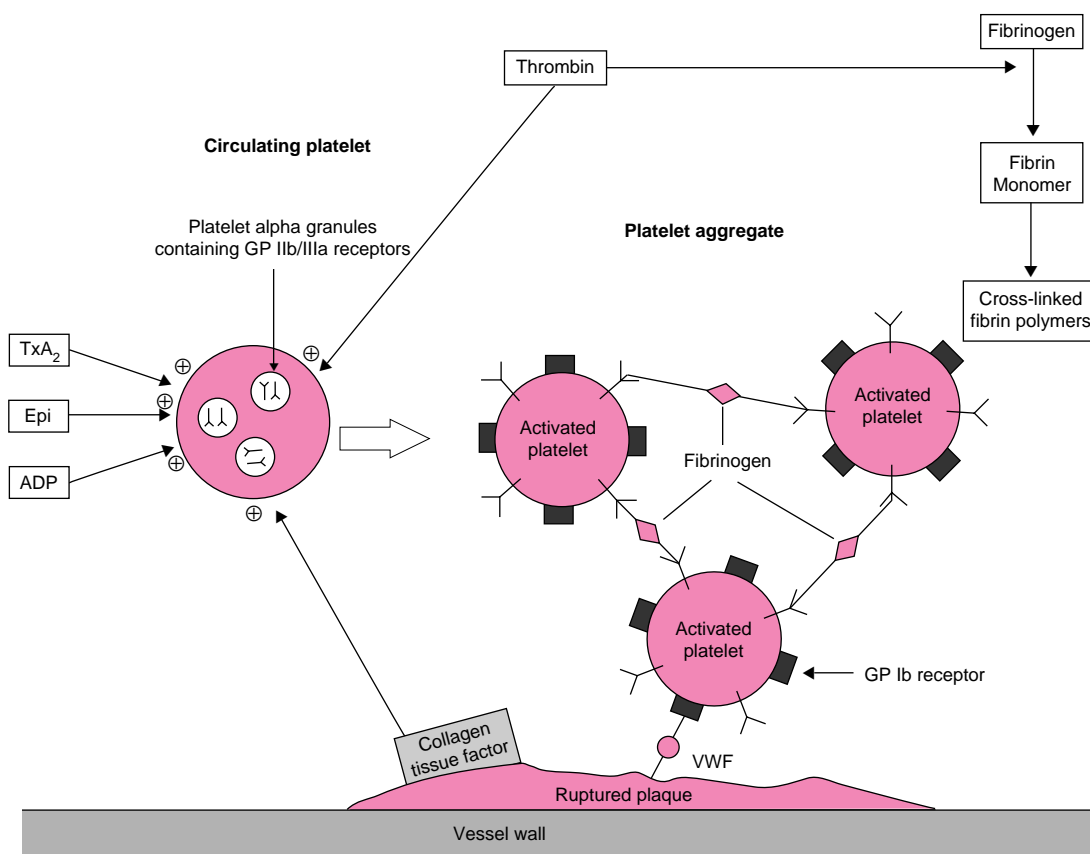 Fibrinogen
Thrombin
Circulating platelet
Fibrin
Monomer
Platelet alpha granules
containing GP IIb/IIIa receptors
Platelet aggregate
Cross-linked
fibrin polymers
TxA₂
⊕
⊕
⊕
Epi
⊕
ADP
⊕
Activated
platelet
Activated
platelet
Fibrinogen
Activated
platelet
GP Ib receptor
Collagen
tissue factor
VWF
Ruptured plaque
Vessel wall